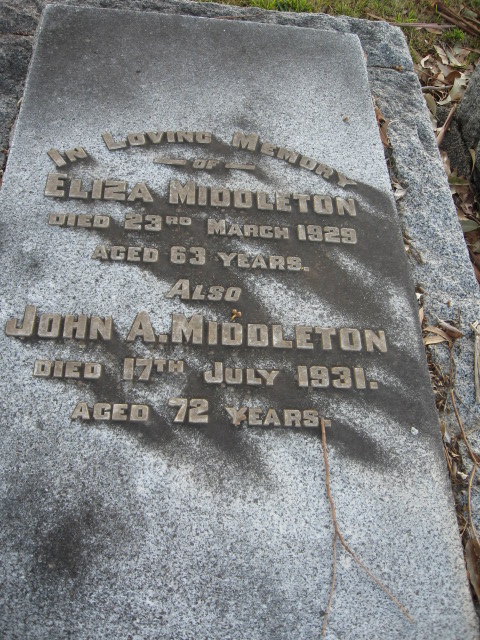 In Loving Memory
of
Eliza Middleton
Died 23rd March 1929
Aged 63 Years.
Also
John A. Middleton
Died 17th July 1931.
Aged 72 Years.